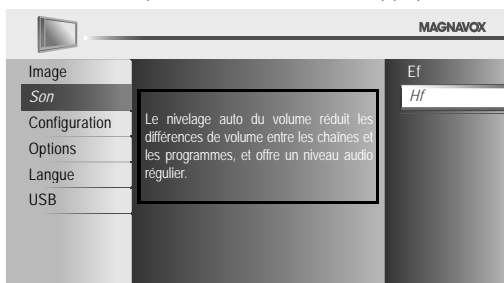 MAGNAVOX
Image
Son
Configuration
Options
Langue
USB
Le nivelage auto du volume réduit les
différences de volume entre les chaînes et
les programmes, et offre un niveau audio
régulier.
Ef
Hf